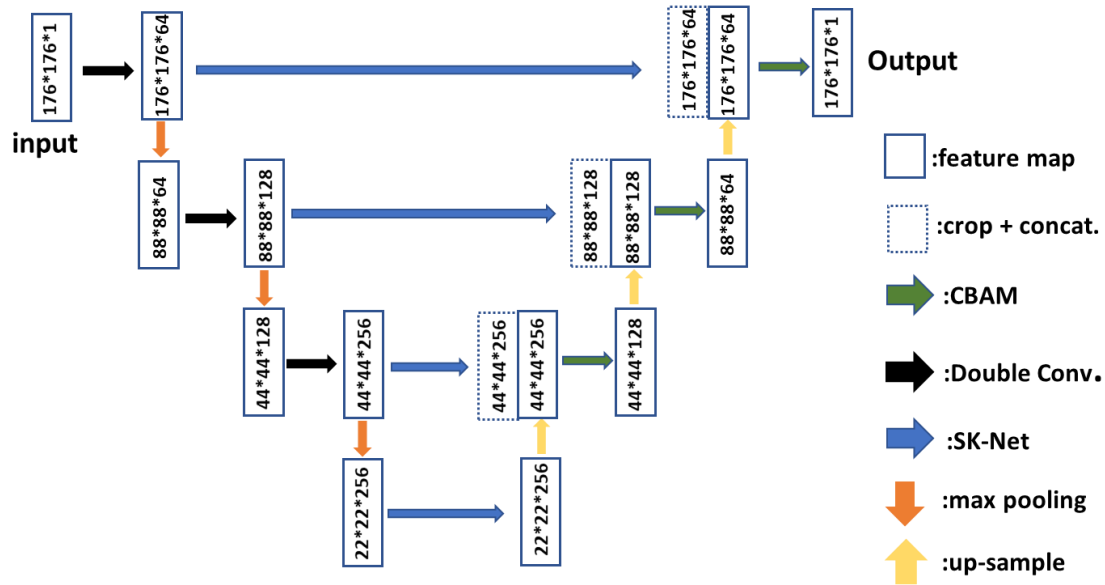 176*176*1
176*176*64
176*176*64
176*176*64
176*176*1
Output
input
88*88*64
88*88*128
88*88*128
88*88*128
88*88*64
44*44*128
44*44*256
44*44*256
44*44*256
44*44*128
22*22*256
22*22*256
:feature map
:crop + concat.
:CBAM
:Double Conv.
:SK-Net
:max pooling
:up-sample